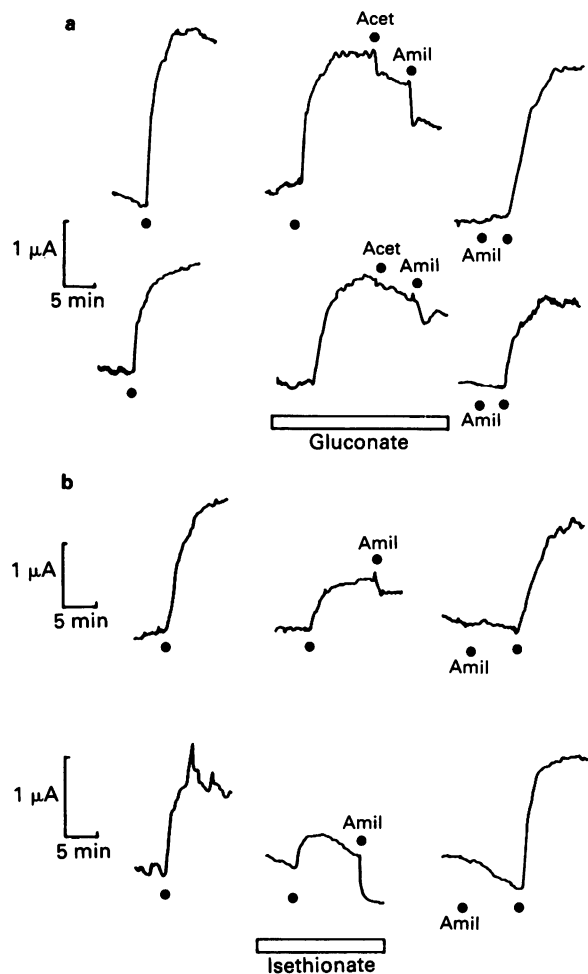 a
Acet
Amil
Amil
1 μA
5 min
Acet
Amil
Amil
Gluconate
b
1 μA
5 min
Amil
Amil
1 μA
5 min
Amil
Amil
Isethionate